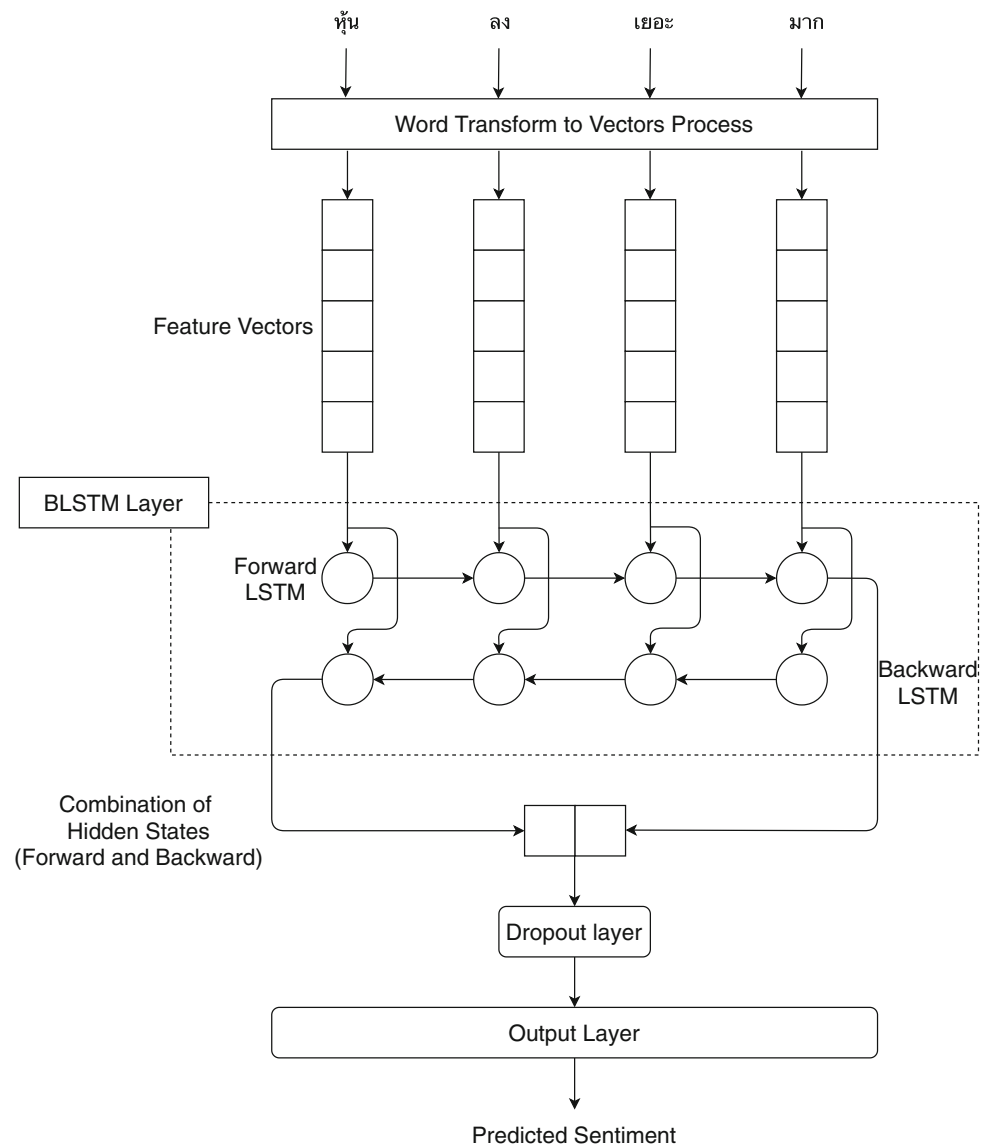 หุ้น ลง เยอะ มาก
Word Transform to Vectors Process
Feature Vectors
BLSTM Layer
Forward
LSTM
Backward
LSTM
Combination of
Hidden States
(Forward and Backward)
Dropout layer
Output Layer
Predicted Sentiment